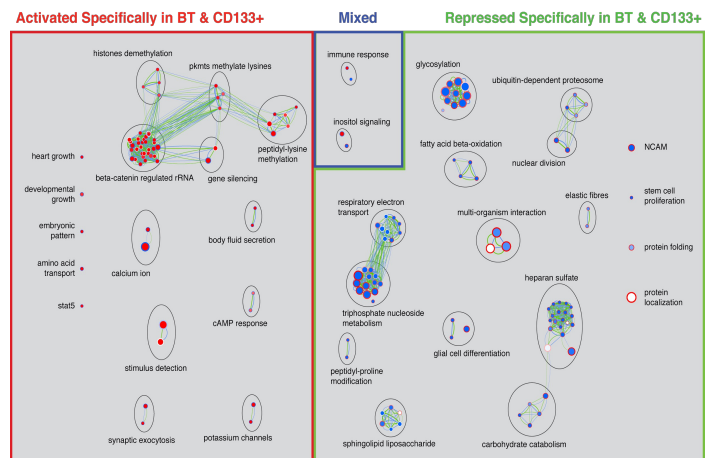 Activated Specifically in BT & CD133+
Mixed
Repressed Specifically in BT & CD133+
histones demethylation
pkmts methylate lysines
peptidyl-lysine
methylation
beta-catenin regulated rRNA
gene silencing
heart growth
developmental
growth
embryonic
pattern
amino acid
transport
stat5
calcium ion
body fluid secretion
cAMP response
stimulus detection
synaptic exocytosis
potassium channels
immune response
inositol signaling
glycosylation
ubiquitin-dependent proteosome
fatty acid beta-oxidation
nuclear division
NCAM
stem cell
proliferation
protein folding
protein
localization
respiratory electron
transport
multi-organism interaction
elastic fibres
triphosphate nucleoside
metabolism
heparan sulfate
glial cell differentiation
peptidyl-proline
modification
sphingolipid liposaccharide
carbohydrate catabolism